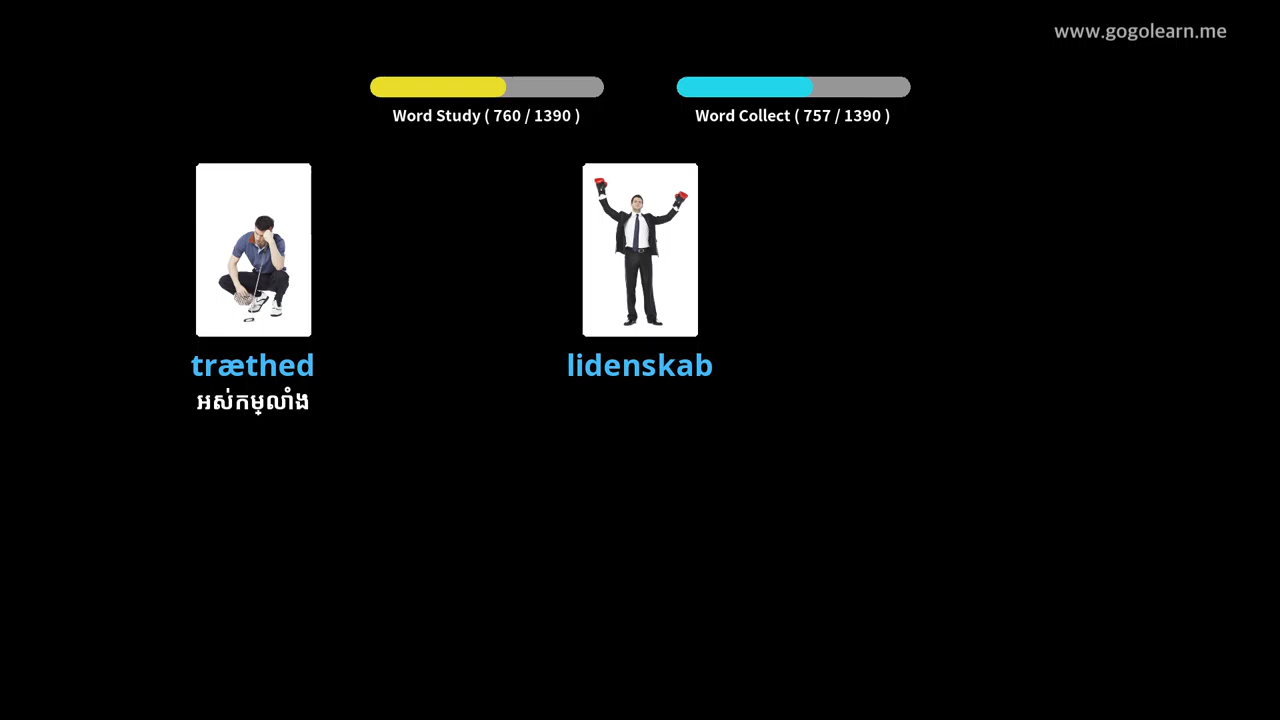 www.gogolearn.me
Word Study ( 760 / 1390 )
Word Collect ( 757 / 1390 )
træthed
អស់កម្លាំង
lidenskab